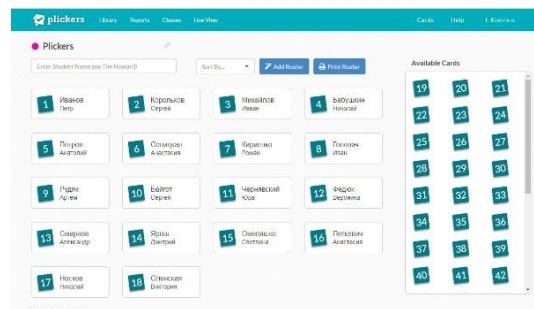 plickers Library Reports Classes Live View Cards Help
Plickers
Enter Student Name (ex: Tim Howard) Sort By... Add Roster Print Roster
Available Cards
19 20 21
1 Иванов Петр
2 Корольков Сергей
3 Михайлов Иван
4 Бабушкин Николай
22 23 24
5 Петров Анатолий
6 Анастасия
7 Кириенко Роман
8 Головач Иван
25 26 27
28 29 30
9 Рудяк Артем
10 Байгот Сергей
11 Чернявский Юра
12 Федюк Вероника
31 32 33
34 35 36
13 Смирнов Александр
14 Ярош Дмитрий
15 Омеляшко Светлана
16 Петкевич Анастасия
37 38 39
17 Носков Николай
18 Оленская Виктория
40 41 42